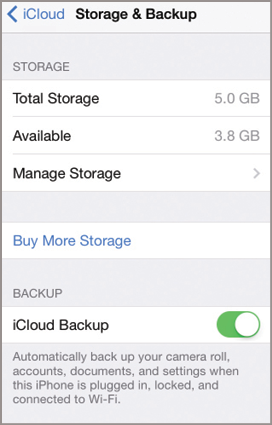 iCloud Storage & Backup
STORAGE
Total Storage 5.0 GB
Available 3.8 GB
Manage Storage
Buy More Storage
BACKUP
iCloud Backup
Automatically back up your camera roll,
accounts, documents, and settings when
this iPhone is plugged in, locked, and
connected to Wi-Fi.